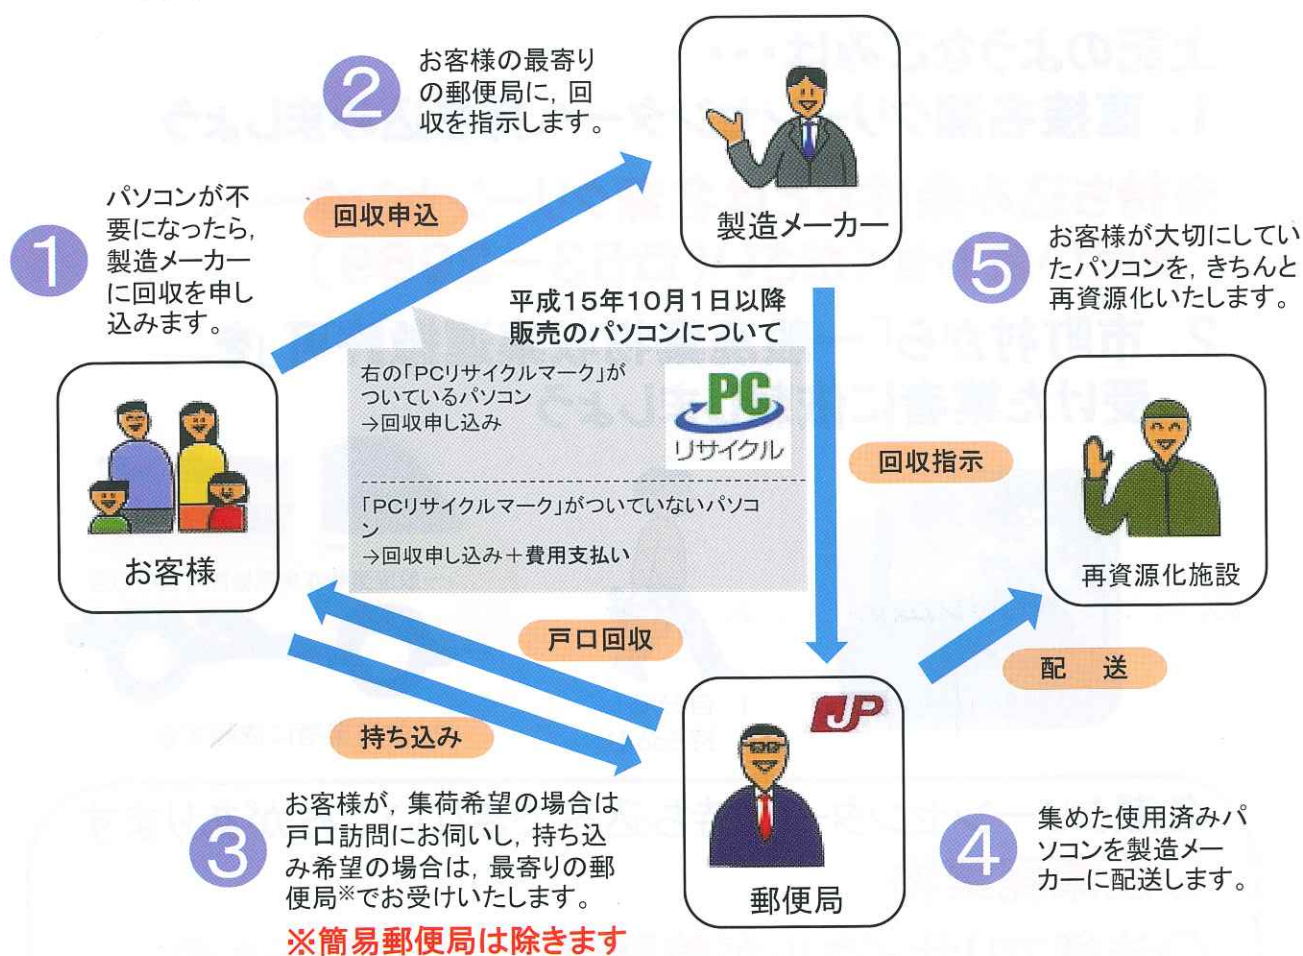 2
お客様の最寄り
の郵便局に，回
収を指示します。
製造メーカー
1
パソコンが不
要になったら，
製造メーカー
に回収を申し
込みます。
回収申込
5
お客様が大切にしてい
たパソコンを，きちんと
再資源化いたします。
平成15年10月1日以降
販売のパソコンについて
右の「PCリサイクルマーク」が
ついているパソコン
→回収申し込み
PC
リサイクル
「PCリサイクルマーク」がついていないパソコ
ン
→回収申し込み＋費用支払い
お客様
回収指示
再資源化施設
戸口回収
持ち込み
配　送
JP
郵便局
3
お客様が，集荷希望の場合は
戸口訪問にお伺いし，持ち込
み希望の場合は，最寄りの郵
便局※でお受けいたします。
※簡易郵便局は除きます
4
集めた使用済みパ
ソコンを製造メー
カーに配送します。